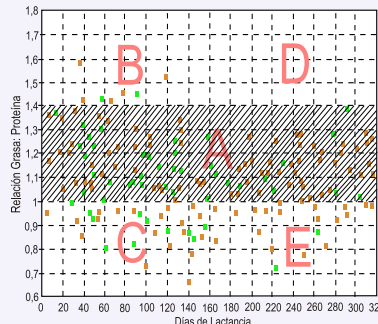 1,8
1,7
1,6
1,5
1,4
1,3
1,2
1,1
1
0,9
0,8
0,7
0,6
Relación Grasa: Proteína
B
D
A
C
E
0 20 40 60 80 100 120 140 160 180 200 220 240 260 280 300 32
Días de Lactancia